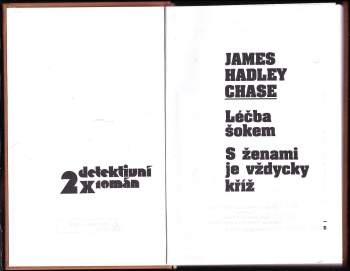 2x detektivní
román
JAMES
HADLEY
CHASE
Léčba
šokem
S ženami
je vždycky
kříž